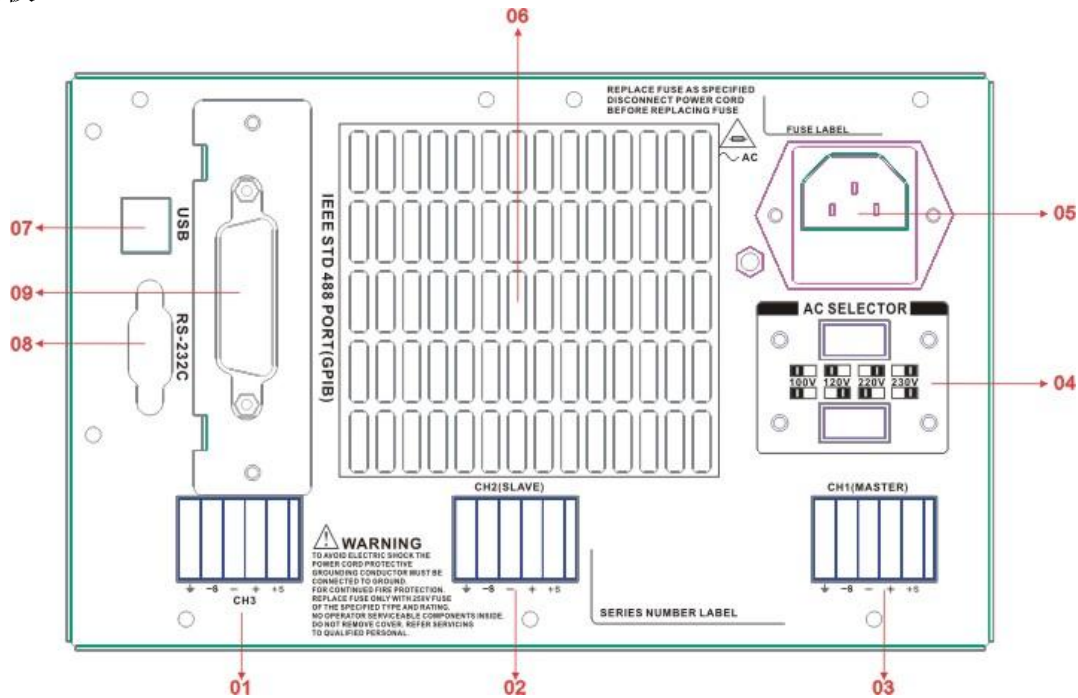 06
REPLACE FUSE AS SPECIFIED
DISCONNECT POWER CORD
BEFORE REPLACING FUSE
AC
FUSE LABEL
07
USB
09
IEEE STD 488 PORT(GPIB)
08
RS-232C
05
AC SELECTOR
100V 120V 220V 230V
04
CH2(SLAVE)
CH1(MASTER)
WARNING
TO AVOID ELECTRIC SHOCK THE
POWER CORD PROTECTIVE
GROUNDING CONDUCTOR MUST BE
CONNECTED TO GROUND.
FOR CONTINUED FIRE PROTECTION.
REPLACE FUSE ONLY WITH 250V FUSE
OF THE SPECIFIED TYPE AND RATING.
NO OPERATOR SERVICEABLE COMPONENTS INSIDE.
DO NOT REMOVE COVER. REFER SERVICING
TO QUALIFIED PERSONAL.
-S - + +S
CH3
-S - + +S
-S - + +S
SERIES NUMBER LABEL
01
02
03